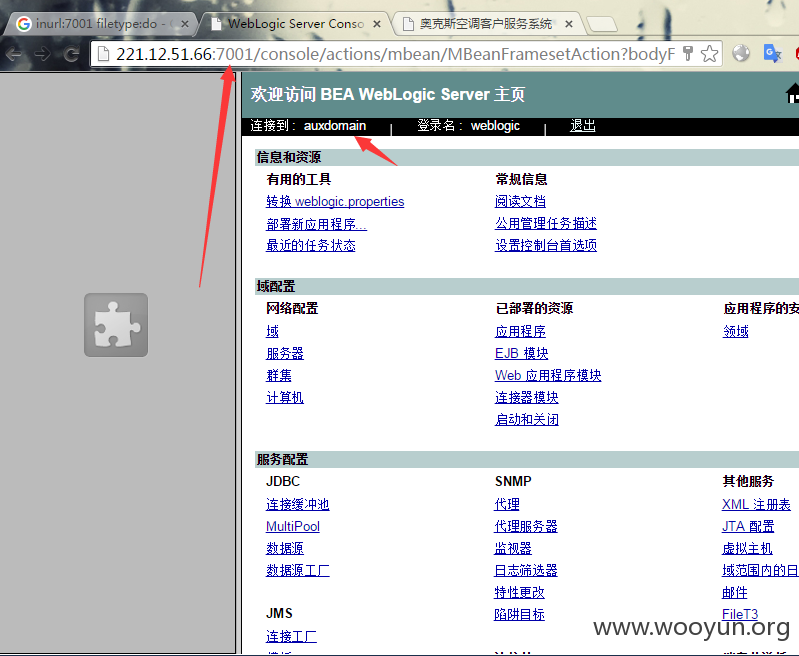 inurl:7001 filetype:do -
WebLogic Server Conso
奥克斯空调客户服务系统
221.12.51.66:7001/console/actions/mbean/MBeanFramesetAction?bodyF
欢迎访问 BEA WebLogic Server 主页
连接到： auxdomain | 登录名： weblogic | 退出
信息和资源
有用的工具 常规信息
转换 weblogic.properties 阅读文档
部署新应用程序... 公用管理任务描述
最近的任务状态 设置控制台首选项
域配置
网络配置 已部署的资源 应用程序的安
域 应用程序 领域
服务器 EJB 模块
群集 Web 应用程序模块
计算机 连接器模块
启动和关闭
服务配置
JDBC SNMP 其他服务
连接缓冲池 代理 XML 注册表
MultiPool 代理服务器 JTA 配置
数据源 监视器 虚拟主机
数据源工厂 日志筛选器 域范围内的日
特性更改 邮件
JMS 陷阱目标 FileT3
连接工厂
www.wooyun.org